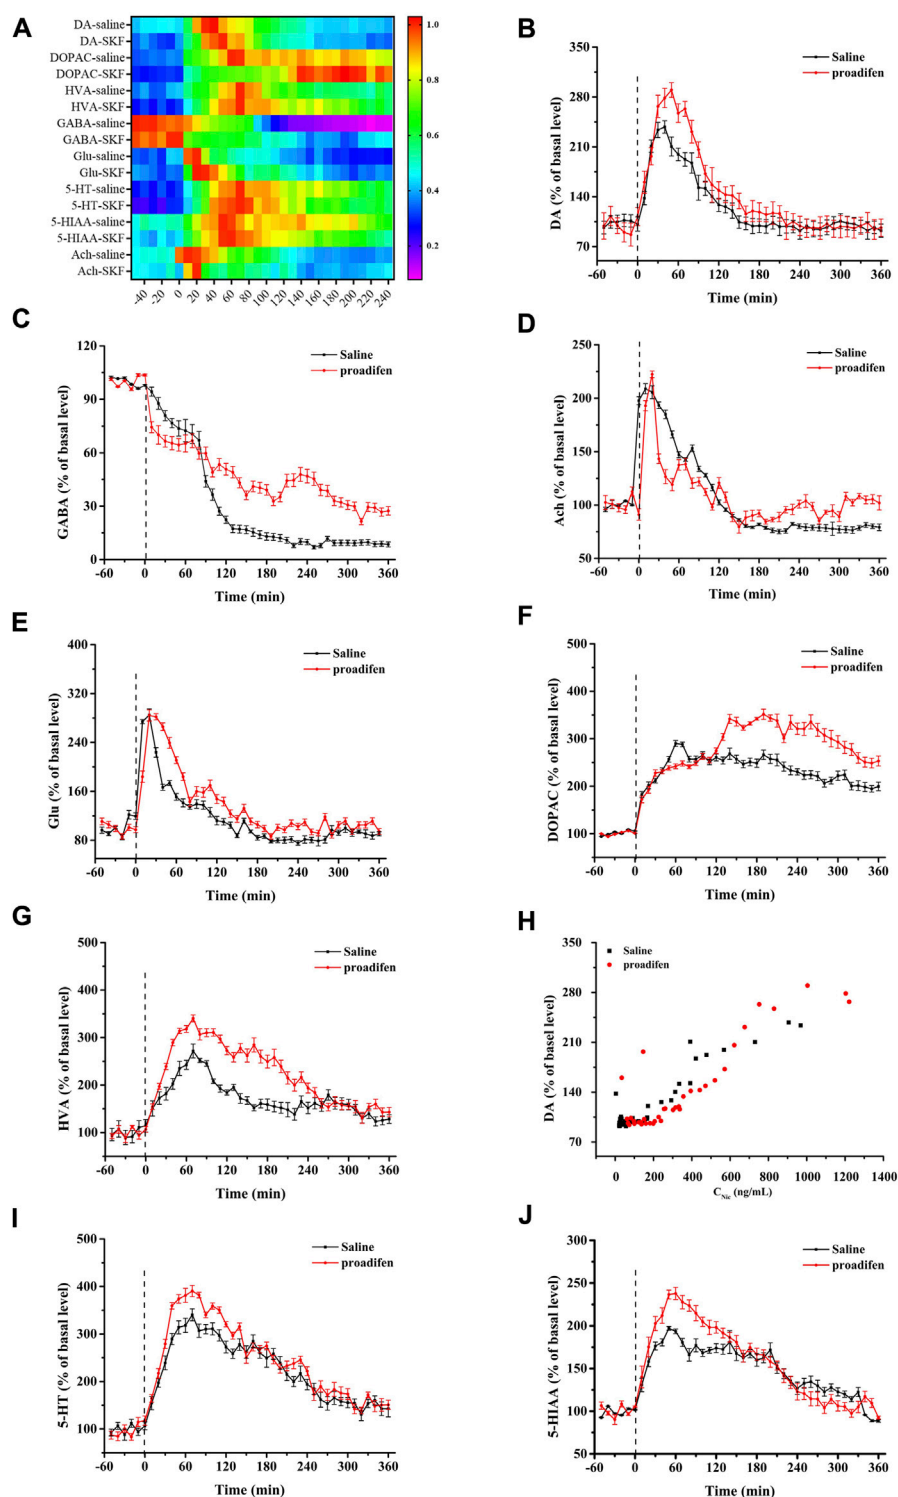 A
DA-saline
DA-SKF
DOPAC-saline
DOPAC-SKF
HVA-saline
HVA-SKF
GABA-saline
GABA-SKF
Glu-saline
Glu-SKF
5-HT-saline
5-HT-SKF
5-HIAA-saline
5-HIAA-SKF
Ach-saline
Ach-SKF
-40 -20 0 20 40 60 80 100 120 140 160 180 200 220 240
1.0
0.8
0.6
0.4
0.2
B
DA (% of basal level)
350
280
210
140
70
Saline
proadifen
-60 0 60 120 180 240 300 360
Time (min)
C
GABA (% of basal level)
120
90
60
30
0
Saline
proadifen
-60 0 60 120 180 240 300 360
Time (min)
D
Ach (% of basal level)
250
200
150
100
50
Saline
proadifen
-60 0 60 120 180 240 300 360
Time (min)
E
Glu (% of basal level)
400
320
240
160
80
Saline
proadifen
-60 0 60 120 180 240 300 360
Time (min)
F
DOPAC (% of basal level)
500
400
300
200
100
Saline
proadifen
-60 0 60 120 180 240 300 360
Time (min)
G
HVA (% of basal level)
500
400
300
200
100
Saline
proadifen
-60 0 60 120 180 240 300 360
Time (min)
H
DA (% of basel level)
350
280
210
140
70
Saline
proadifen
0 200 400 600 800 1000 1200 1400
CNic (ng/mL)
I
5-HT (% of basal level)
500
400
300
200
100
Saline
proadifen
-60 0 60 120 180 240 300 360
Time (min)
J
5-HIAA (% of basal level)
300
250
200
150
100
50
Saline
proadifen
-60 0 60 120 180 240 300 360
Time (min)